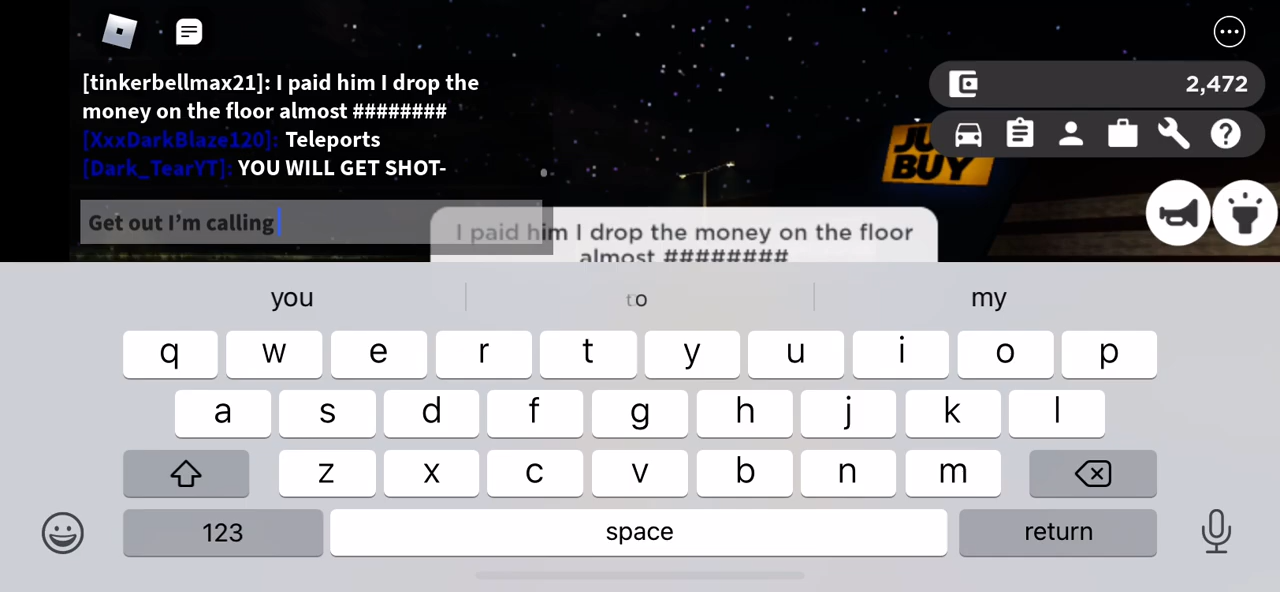 [tinkerbellmax21]: I paid him I drop the
money on the floor almost ########
[XxxDarkBlaze120]: Teleports
[Dark_TearYT]: YOU WILL GET SHOT-
2,472
BUY
Get out I’m calling
I paid him I drop the money on the floor
almost ########
you to my
q w e r t y u i o p
a s d f g h j k l
z x c v b n m
123 space return